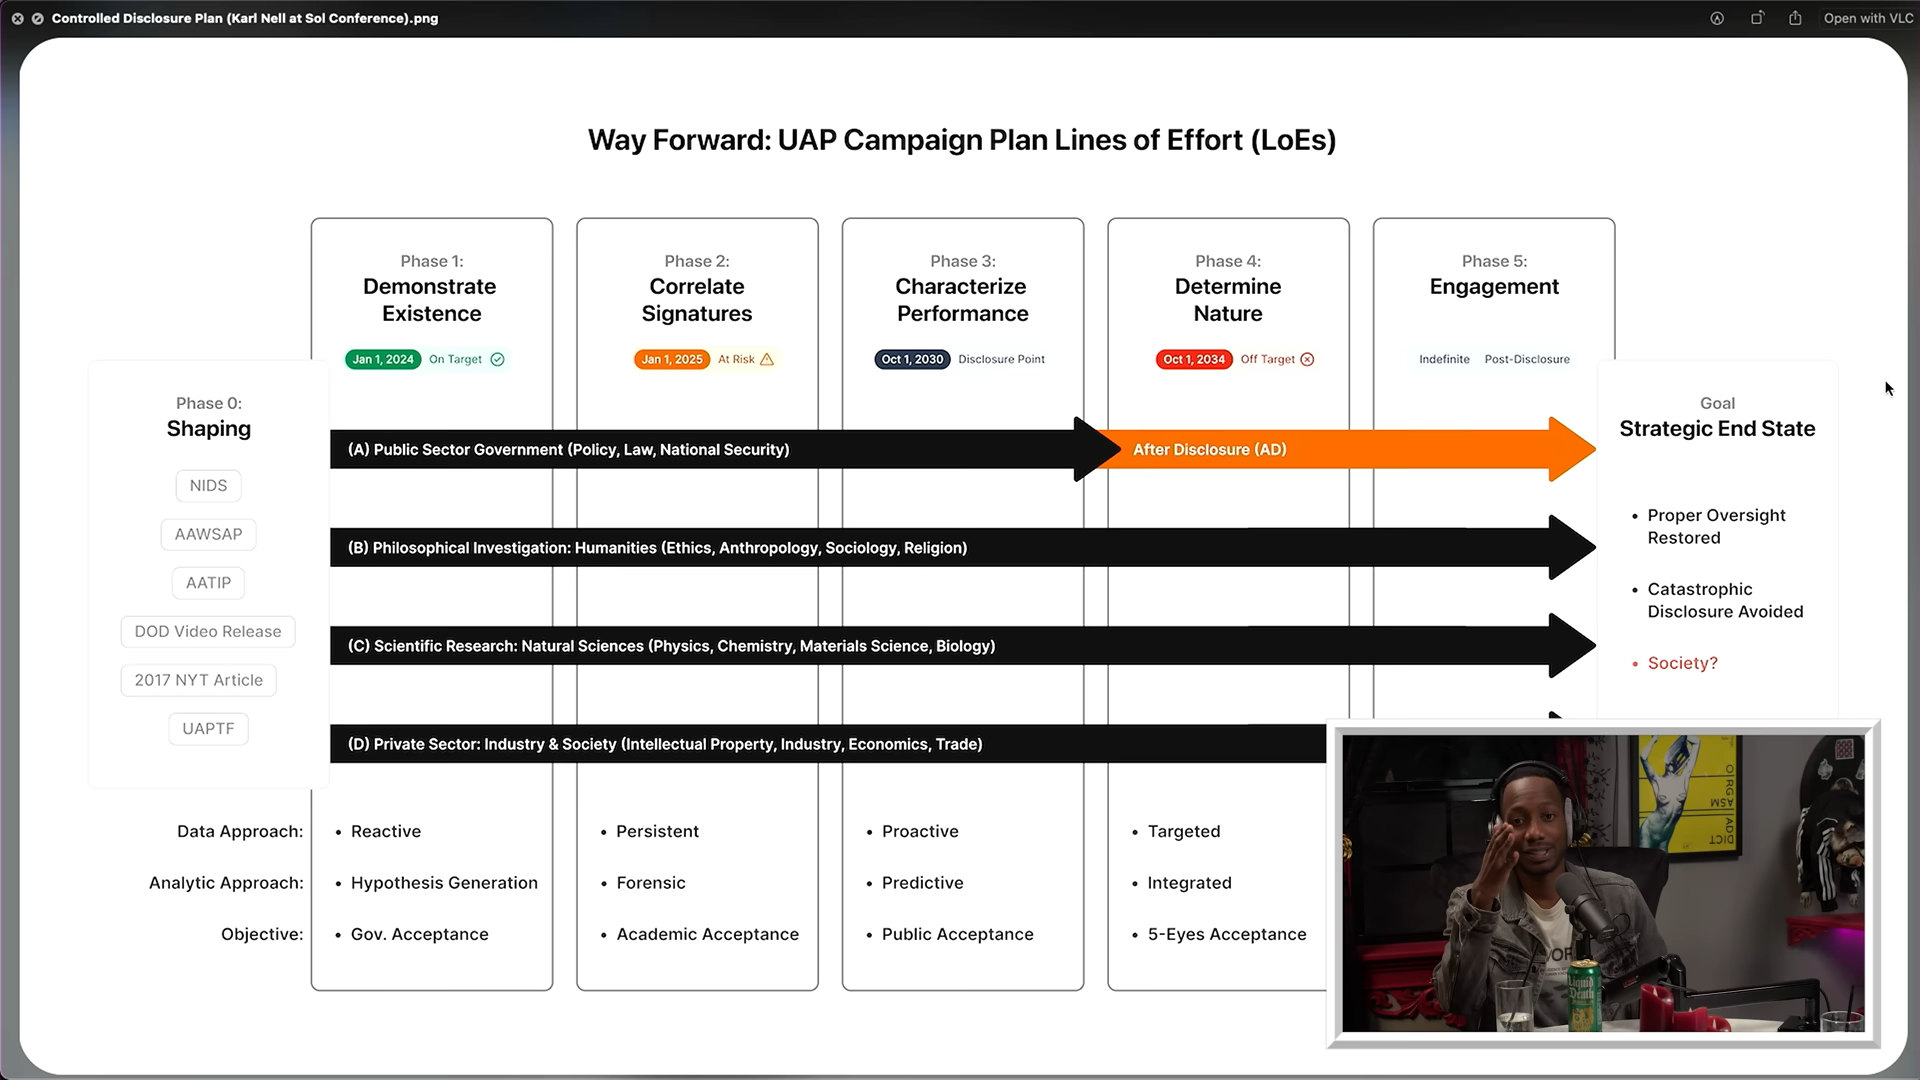 Controlled Disclosure Plan (Karl Nell at Sol Conference).png
Open with VLC
Way Forward: UAP Campaign Plan Lines of Effort (LoEs)
Phase 0:
Shaping
NIDS
AAWSAP
AATIP
DOD Video Release
2017 NYT Article
UAPTF
Phase 1:
Demonstrate
Existence
Jan 1, 2024 On Target
Phase 2:
Correlate
Signatures
Jan 1, 2025 At Risk
Phase 3:
Characterize
Performance
Oct 1, 2030 Disclosure Point
Phase 4:
Determine
Nature
Oct 1, 2034 Off Target
Phase 5:
Engagement
Indefinite Post-Disclosure
(A) Public Sector Government (Policy, Law, National Security)
After Disclosure (AD)
(B) Philosophical Investigation: Humanities (Ethics, Anthropology, Sociology, Religion)
(C) Scientific Research: Natural Sciences (Physics, Chemistry, Materials Science, Biology)
(D) Private Sector: Industry & Society (Intellectual Property, Industry, Economics, Trade)
Goal
Strategic End State
• Proper Oversight
Restored
• Catastrophic
Disclosure Avoided
• Society?
Data Approach: • Reactive • Persistent • Proactive • Targeted
Analytic Approach: • Hypothesis Generation • Forensic • Predictive • Integrated
Objective: • Gov. Acceptance • Academic Acceptance • Public Acceptance • 5-Eyes Acceptance
Liquid
Death